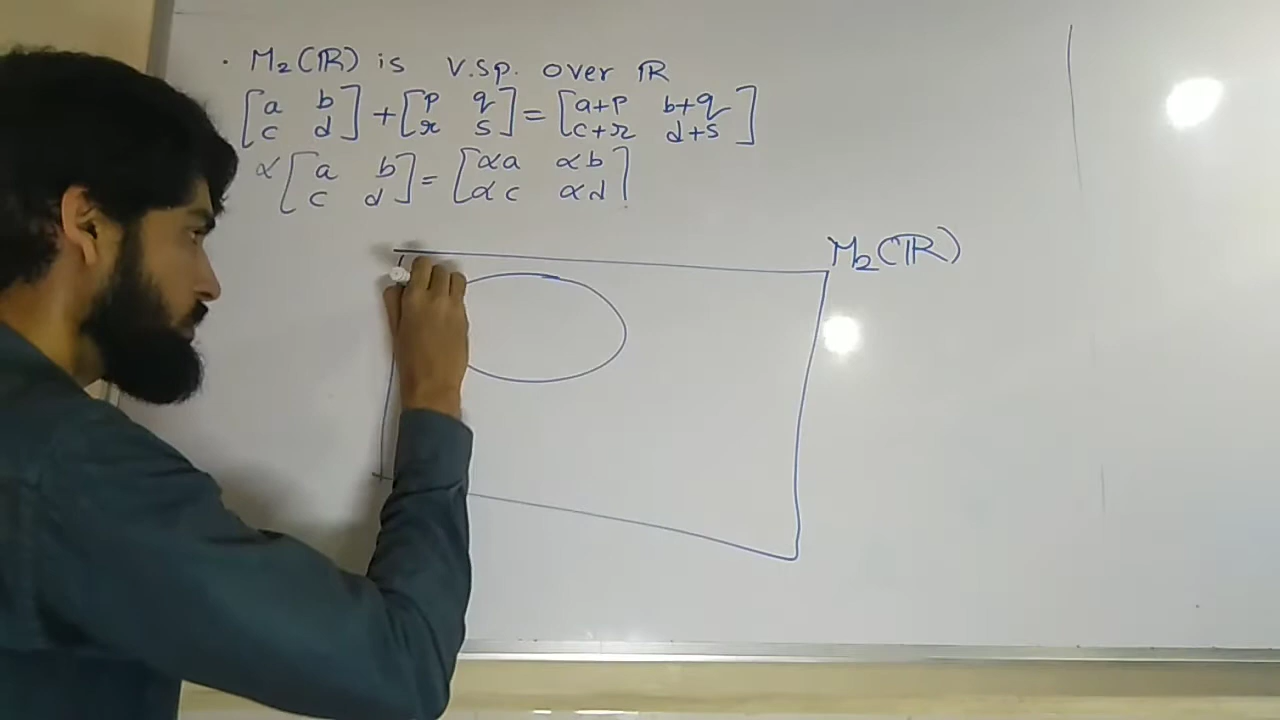 · M₂(ℝ) is v.sp. over ℝ
[a b c d] + [p q r s] = [a+p b+q c+r d+s]
α[a b c d] = [αa αb αc αd]
M₂(ℝ)